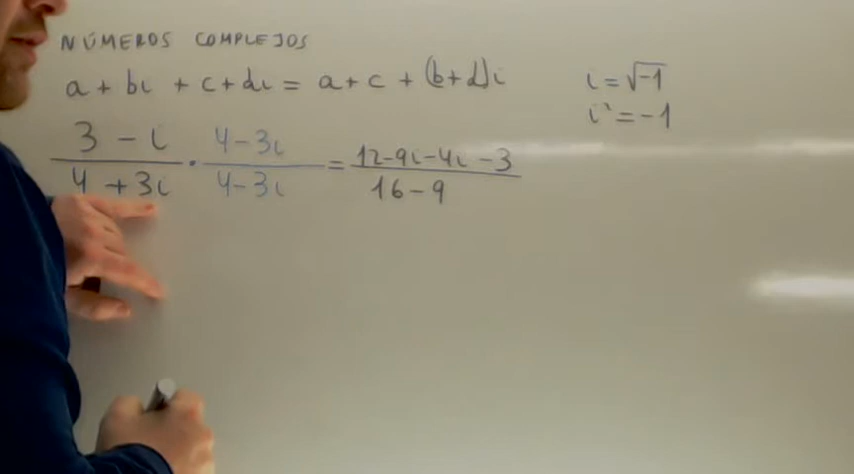 NÚMEROS COMPLEJOS
a + bi + c + di = a + c + (b + d)i
i = √-1
i² = -1
3 - i / 4 + 3i · 4 - 3i / 4 - 3i = 12 - 9i - 4i - 3 / 16 - 9